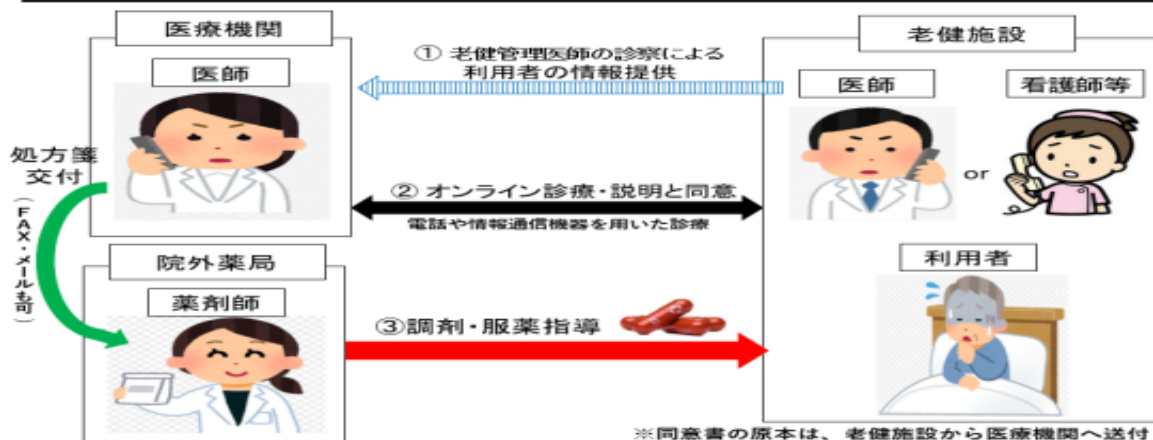 医療機関
医師
① 老健管理医師の診察による
利用者の情報提供
老健施設
医師
看護師等
or
処方箋
交付
（FAX・メールも可）
② オンライン診療・説明と同意
電話や情報通信機器を用いた診療
院外薬局
薬剤師
③調剤・服薬指導
利用者
※同意書の原本は、老健施設から医療機関へ送付